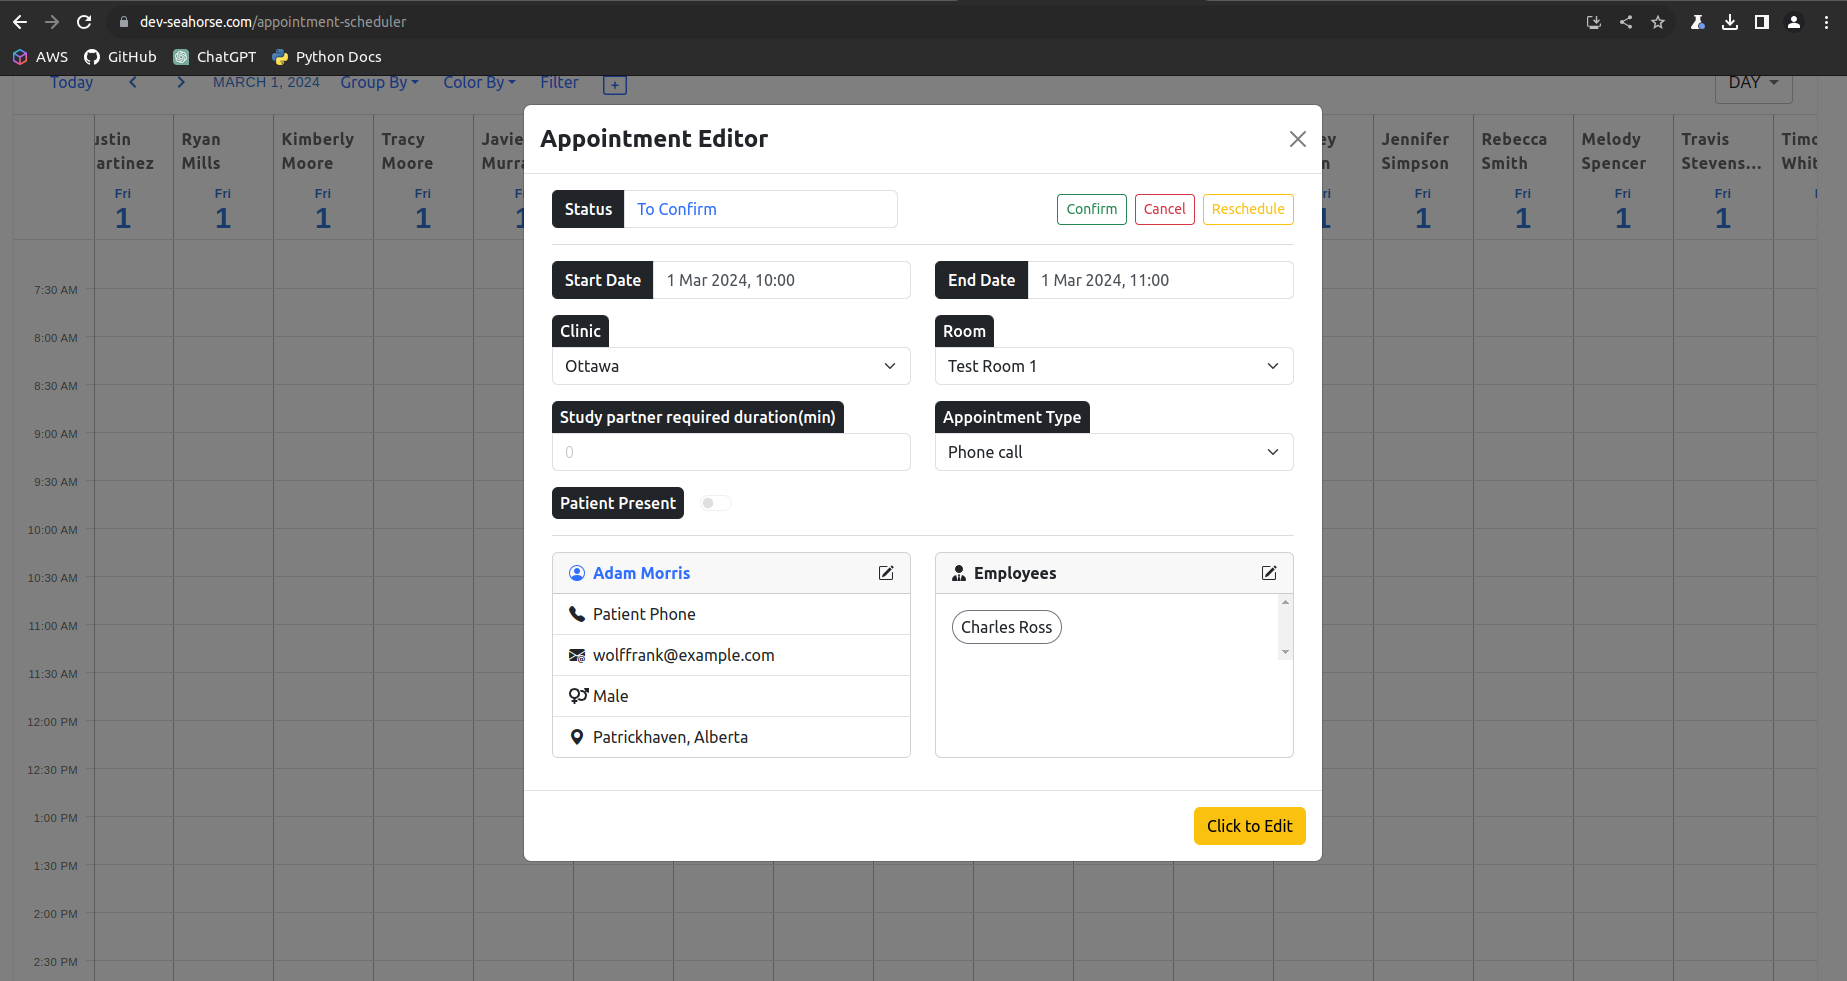 dev-seahorse.com/appointment-scheduler
AWS GitHub ChatGPT Python Docs
Today MARCH 1, 2024 Group By Color By Filter DAY
Appointment Editor
Status To Confirm Confirm Cancel Reschedule
Start Date 1 Mar 2024, 10:00 End Date 1 Mar 2024, 11:00
Clinic Room
Ottawa Test Room 1
Study partner required duration(min) Appointment Type
0 Phone call
Patient Present
Adam Morris Employees
Patient Phone Charles Ross
wolffrank@example.com
Male
Patrickhaven, Alberta
Click to Edit
ustin Ryan Kimberly Tracy Javie ey Jennifer Rebecca Melody Travis Timo
artinez Mills Moore Moore Murra n Simpson Smith Spencer Stevens... Whit
Fri Fri Fri Fri F ri Fri Fri Fri Fri
1 1 1 1 1 1 1 1 1 1
7:30 AM
8:00 AM
8:30 AM
9:00 AM
9:30 AM
10:00 AM
10:30 AM
11:00 AM
11:30 AM
12:00 PM
12:30 PM
1:00 PM
1:30 PM
2:00 PM
2:30 PM